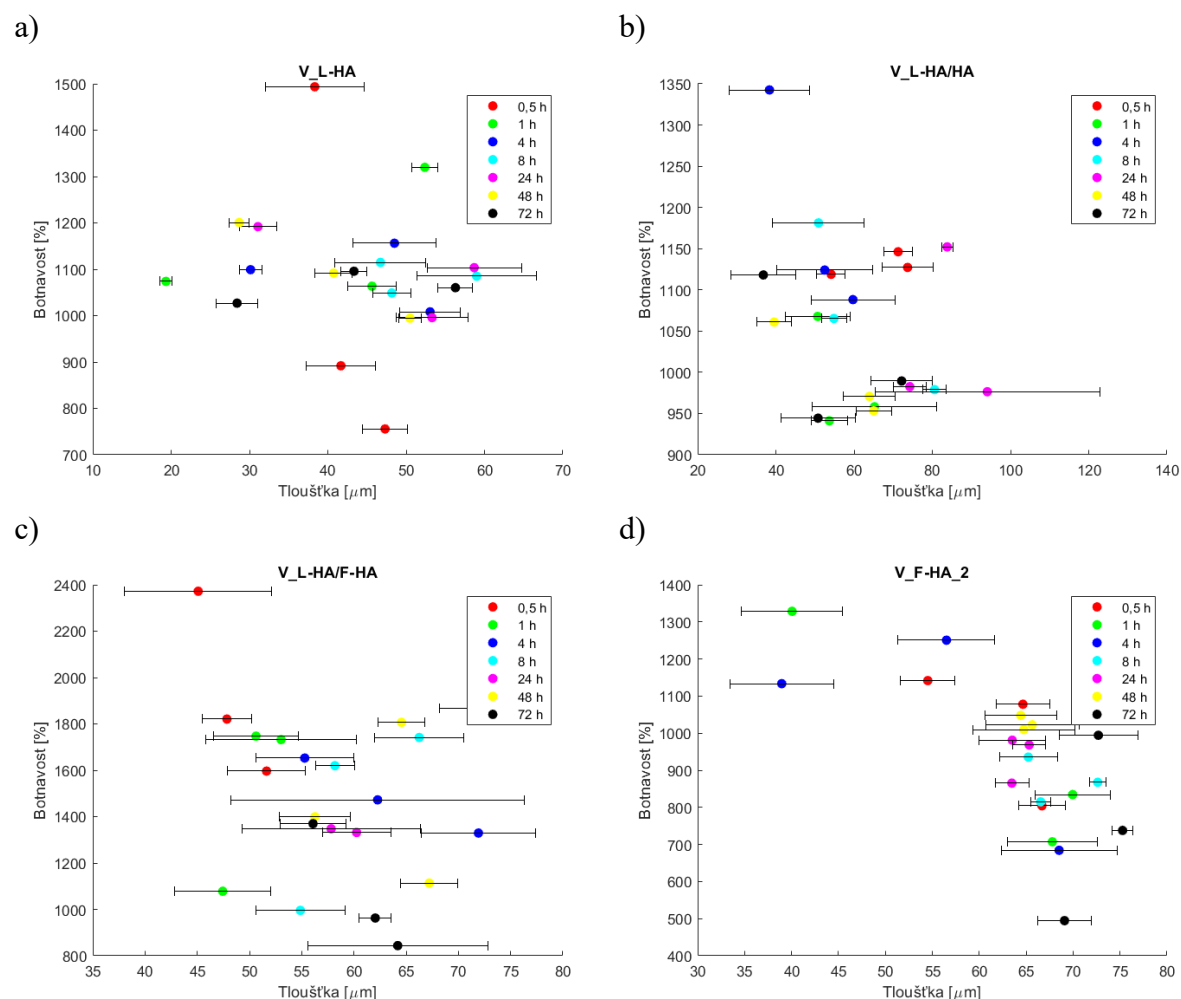 a)
V_L-HA
Botnavost [%]
1500
1400
1300
1200
1100
1000
900
800
700
10 20 30 40 50 60 70
Tloušťka [μm]
0,5 h
1 h
4 h
8 h
24 h
48 h
72 h
b)
V_L-HA/HA
Botnavost [%]
1350
1300
1250
1200
1150
1100
1050
1000
950
900
20 40 60 80 100 120 140
Tloušťka [μm]
0,5 h
1 h
4 h
8 h
24 h
48 h
72 h
c)
V_L-HA/F-HA
Botnavost [%]
2400
2200
2000
1800
1600
1400
1200
1000
800
35 40 45 50 55 60 65 70 75 80
Tloušťka [μm]
0,5 h
1 h
4 h
8 h
24 h
48 h
72 h
d)
V_F-HA_2
Botnavost [%]
1400
1300
1200
1100
1000
900
800
700
600
500
400
30 35 40 45 50 55 60 65 70 75 80
Tloušťka [μm]
0,5 h
1 h
4 h
8 h
24 h
48 h
72 h